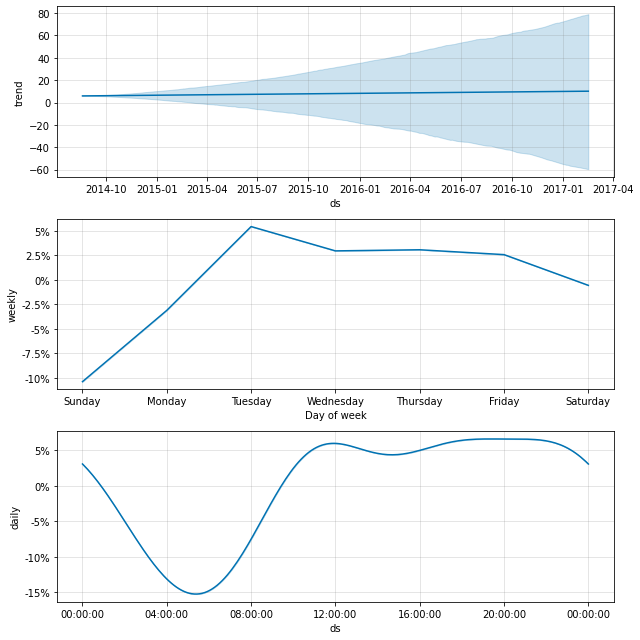 80
60
40
20
0
−20
−40
−60
trend
2014-10 2015-01 2015-04 2015-07 2015-10 2016-01 2016-04 2016-07 2016-10 2017-01 2017-04
ds
5%
2.5%
0%
-2.5%
-5%
-7.5%
-10%
weekly
Sunday Monday Tuesday Wednesday Thursday Friday Saturday
Day of week
5%
0%
-5%
-10%
-15%
daily
00:00:00 04:00:00 08:00:00 12:00:00 16:00:00 20:00:00 00:00:00
ds